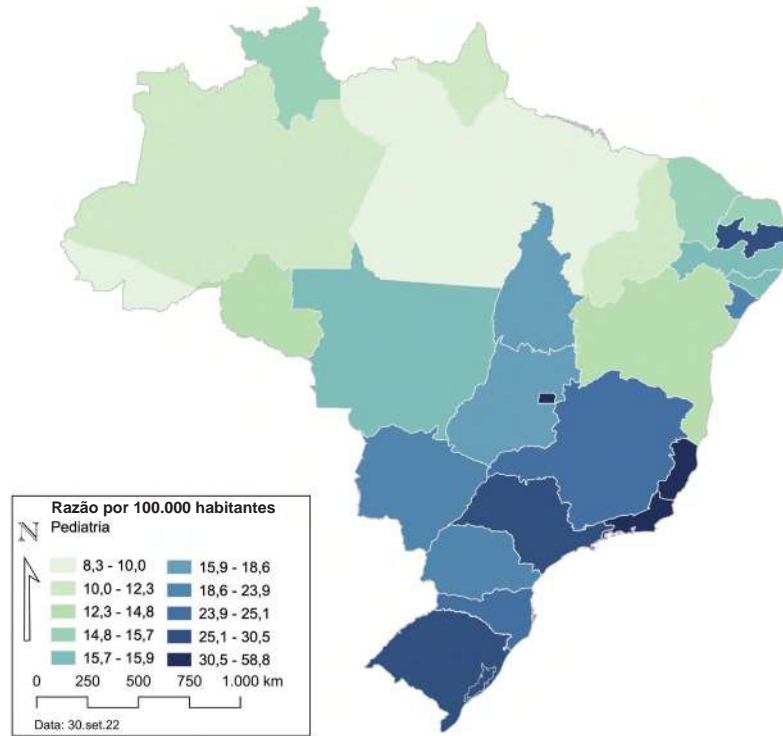 Razão por 100.000 habitantes
N Pediatria
8,3 - 10,0
10,0 - 12,3
12,3 - 14,8
14,8 - 15,7
15,7 - 15,9
15,9 - 18,6
18,6 - 23,9
23,9 - 25,1
25,1 - 30,5
30,5 - 58,8
0 250 500 750 1.000 km
Data: 30.set.22